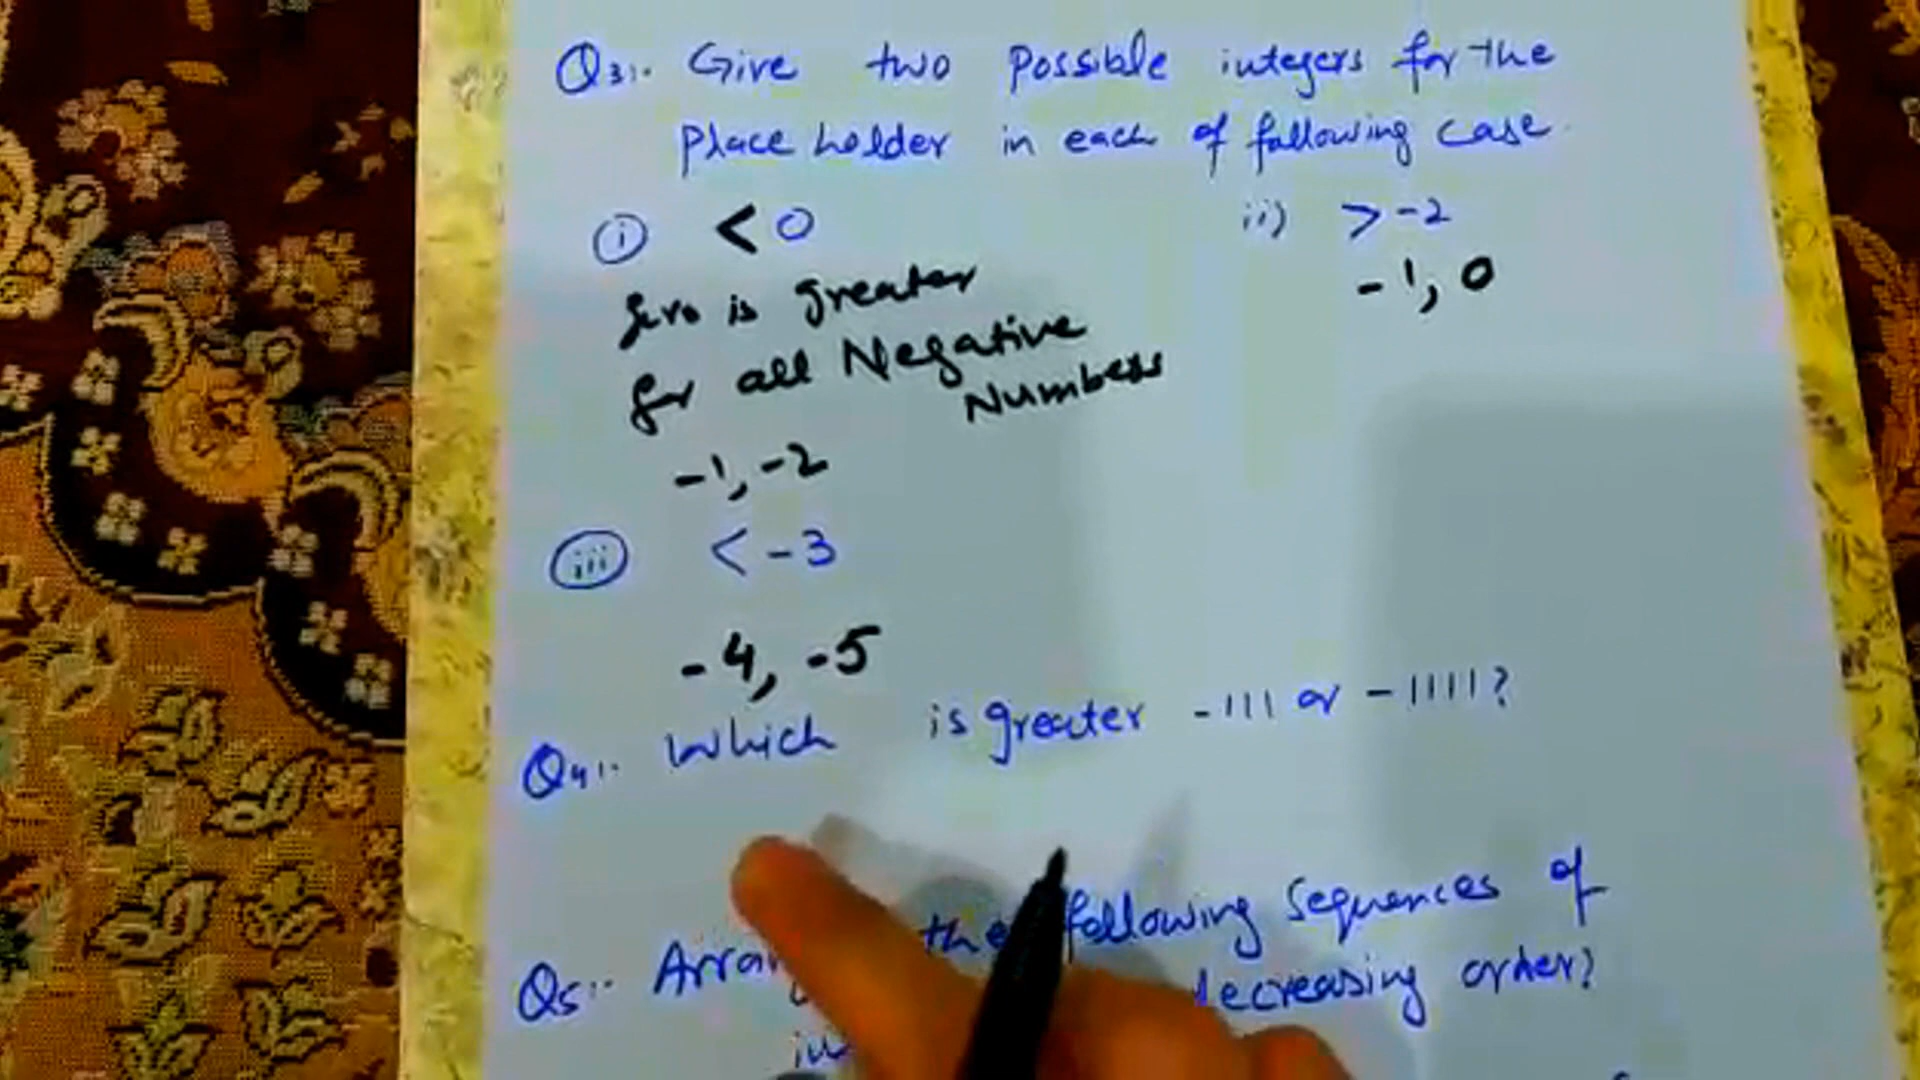 Q3:- Give two possible integers for the
Place holder in each of following case.
i < 0
ii) > -2
Zero is greater
for all Negative
Numbers
-1, -2
-1, 0
iii < -3
-4, -5
Q4:- Which is greater -111 or -1111?
Q5:- the following Sequences of
decreasing order?